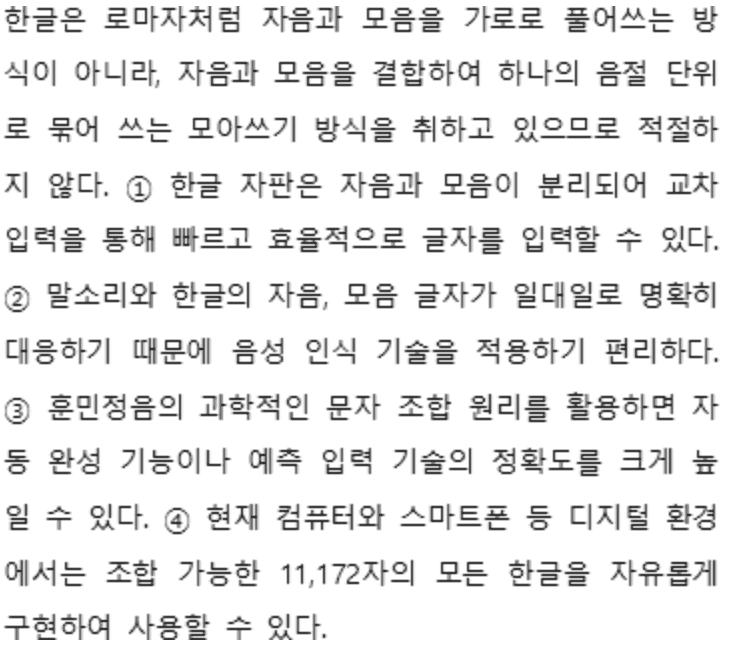 한글은 로마자처럼 자음과 모음을 가로로 풀어쓰는 방
식이 아니라, 자음과 모음을 결합하여 하나의 음절 단위
로 묶어 쓰는 모아쓰기 방식을 취하고 있으므로 적절하
지 않다. ① 한글 자판은 자음과 모음이 분리되어 교차
입력을 통해 빠르고 효율적으로 글자를 입력할 수 있다.
② 말소리와 한글의 자음, 모음 글자가 일대일로 명확히
대응하기 때문에 음성 인식 기술을 적용하기 편리하다.
③ 훈민정음의 과학적인 문자 조합 원리를 활용하면 자
동 완성 기능이나 예측 입력 기술의 정확도를 크게 높
일 수 있다. ④ 현재 컴퓨터와 스마트폰 등 디지털 환경
에서는 조합 가능한 11,172자의 모든 한글을 자유롭게
구현하여 사용할 수 있다.